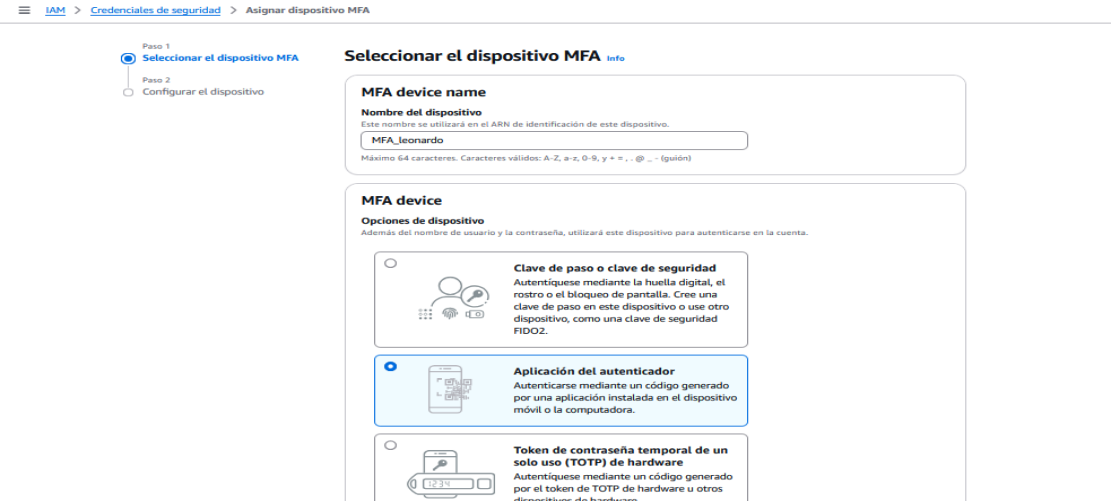 IAM > Credenciales de seguridad > Asignar dispositivo MFA
Paso 1
Seleccionar el dispositivo MFA
Paso 2
Configurar el dispositivo
Seleccionar el dispositivo MFA Info
MFA device name
Nombre del dispositivo
Este nombre se utilizará en el ARN de identificación de este dispositivo.
MFA_leonardo
Máximo 64 caracteres. Caracteres válidos: A-Z, a-z, 0-9, y + = , . @ _ - (guión)
MFA device
Opciones de dispositivo
Además del nombre de usuario y la contraseña, utilizará este dispositivo para autenticarse en la cuenta.
Clave de paso o clave de seguridad
Autentíquese mediante la huella digital, el
rostro o el bloqueo de pantalla. Cree una
clave de paso en este dispositivo o use otro
dispositivo, como una clave de seguridad
FIDO2.
Aplicación del autenticador
Autenticarse mediante un código generado
por una aplicación instalada en el dispositivo
móvil o la computadora.
Token de contraseña temporal de un
solo uso (TOTP) de hardware
1234
Autentíquese mediante un código generado
por el token de TOTP de hardware u otros
dispositivos de hardware.